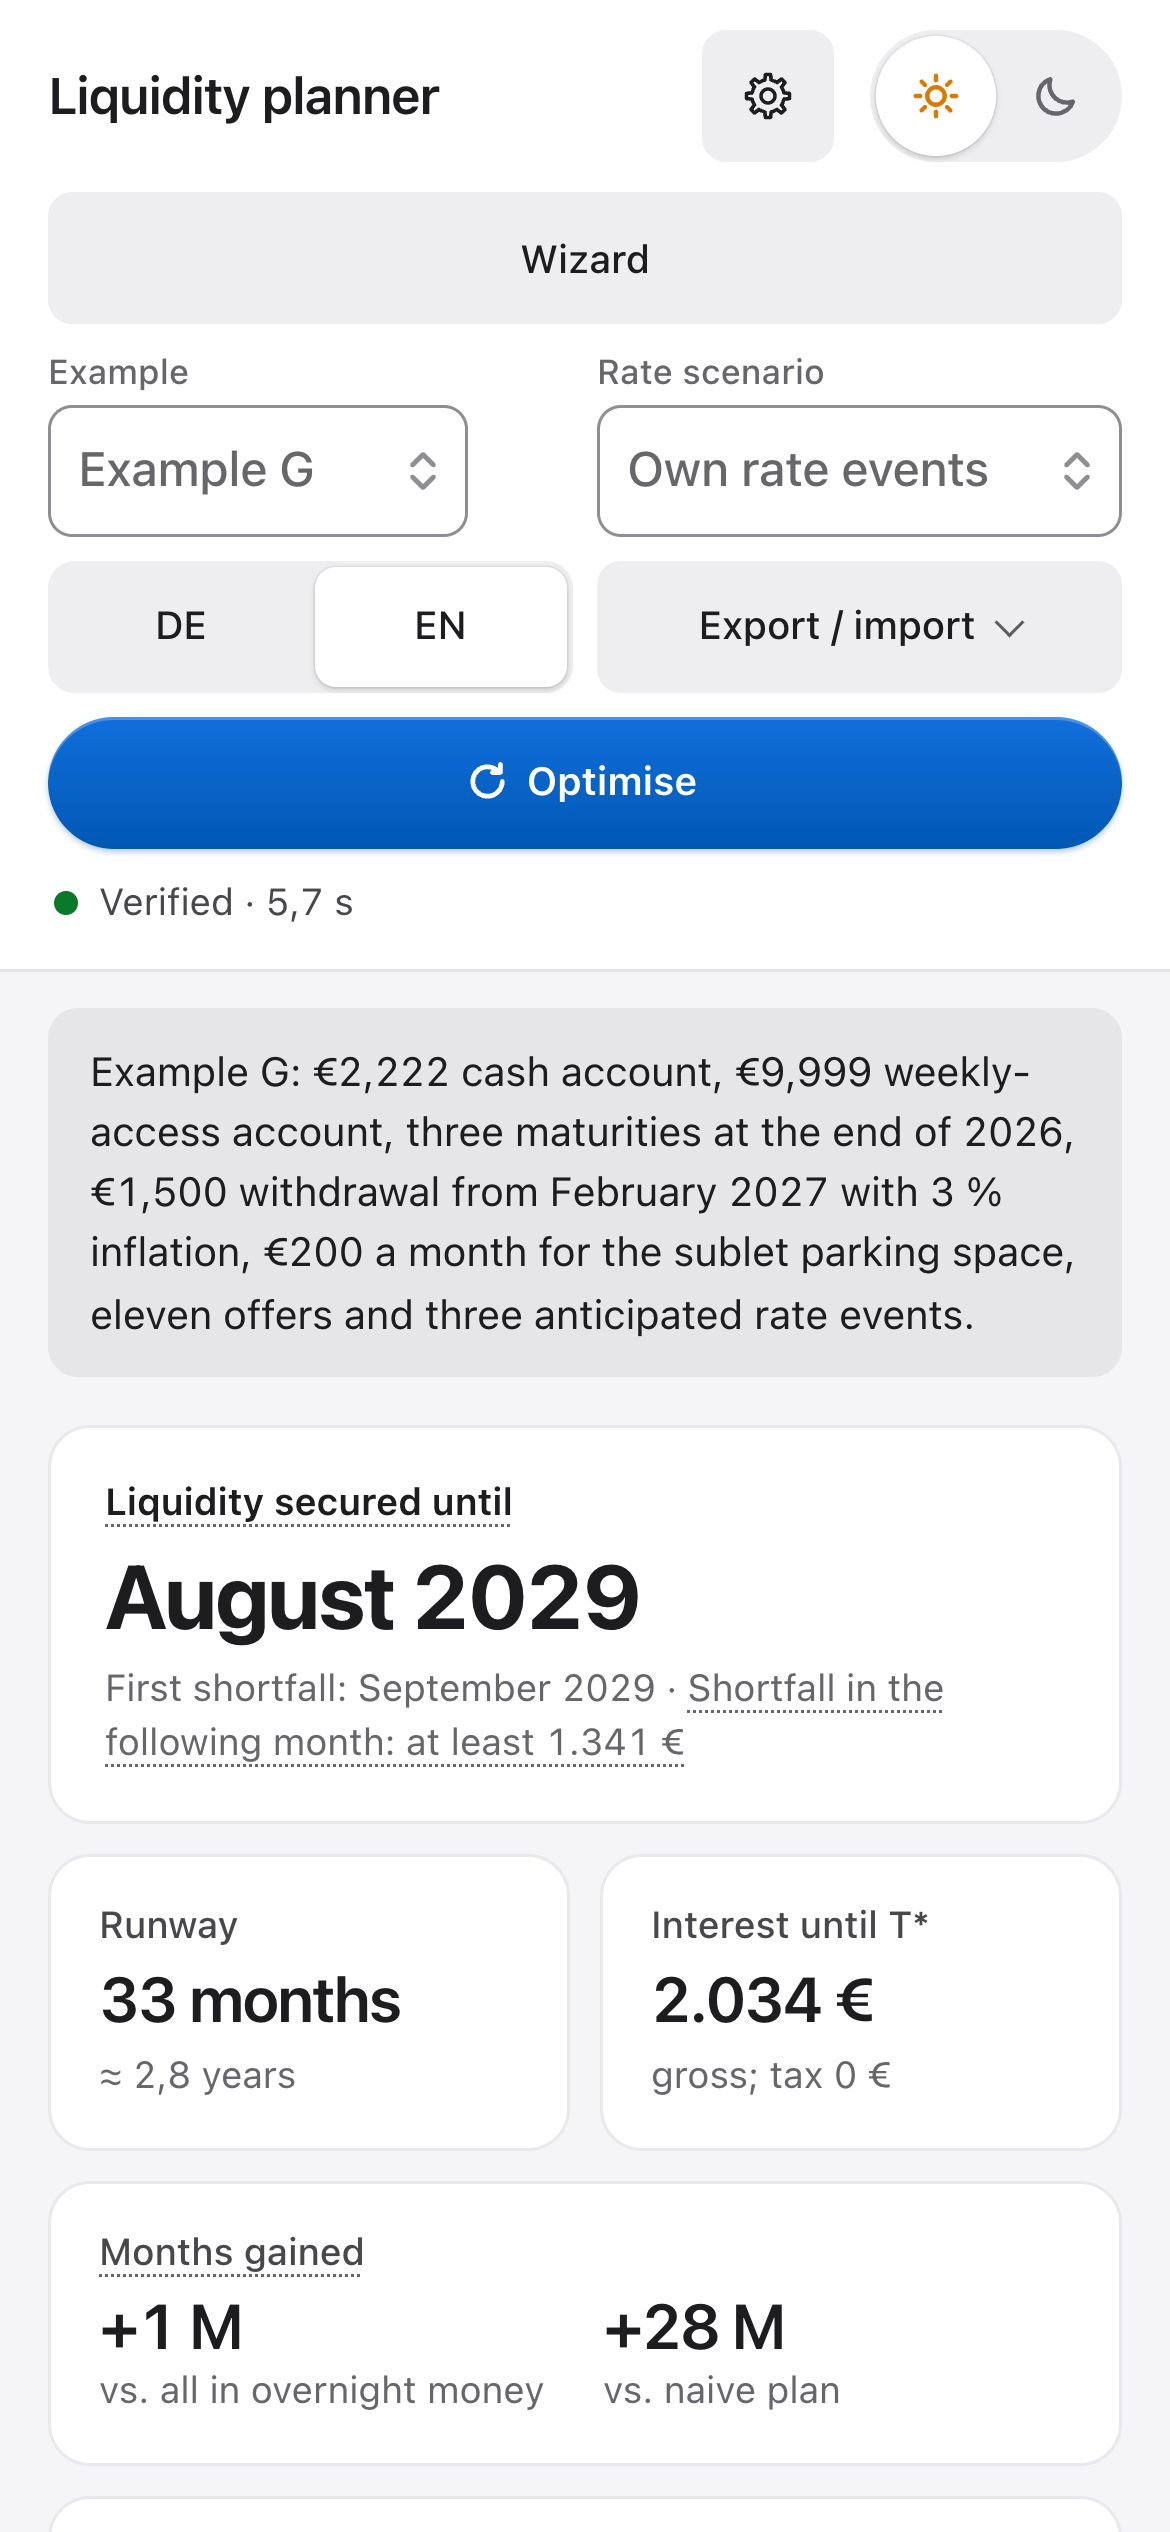 Liquidity planner
Wizard
Example
Rate scenario
Example G
Own rate events
DE
EN
Export / import
Optimise
Verified · 5,7 s
Example G: €2,222 cash account, €9,999 weekly-
access account, three maturities at the end of 2026,
€1,500 withdrawal from February 2027 with 3 %
inflation, €200 a month for the sublet parking space,
eleven offers and three anticipated rate events.
Liquidity secured until
August 2029
First shortfall: September 2029 · Shortfall in the
following month: at least 1.341 €
Runway
33 months
≈ 2,8 years
Interest until T*
2.034 €
gross; tax 0 €
Months gained
+1 M
vs. all in overnight money
+28 M
vs. naive plan